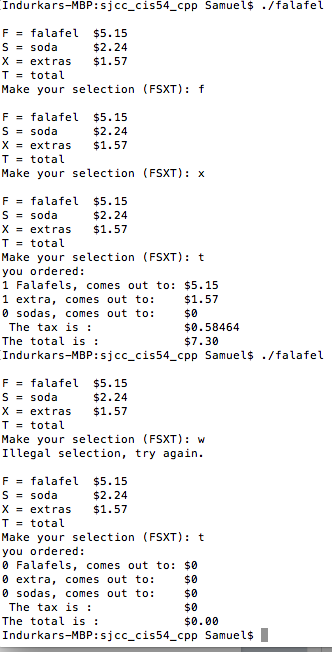 Indurkars-MBP:sjcc_cis54_cpp Samuel$ ./falafel
F = falafel $5.15
S = soda $2.24
X = extras $1.57
T = total
Make your selection (FSXT): f
F = falafel $5.15
S = soda $2.24
X = extras $1.57
T = total
Make your selection (FSXT): x
F = falafel $5.15
S = soda $2.24
X = extras $1.57
T = total
Make your selection (FSXT): t
you ordered:
1 Falafels, comes out to: $5.15
1 extra, comes out to: $1.57
0 sodas, comes out to: $0
The tax is : $0.58464
The total is : $7.30
Indurkars-MBP:sjcc_cis54_cpp Samuel$ ./falafel
F = falafel $5.15
S = soda $2.24
X = extras $1.57
T = total
Make your selection (FSXT): w
Illegal selection, try again.
F = falafel $5.15
S = soda $2.24
X = extras $1.57
T = total
Make your selection (FSXT): t
you ordered:
0 Falafels, comes out to: $0
0 extra, comes out to: $0
0 sodas, comes out to: $0
The tax is : $0
The total is : $0.00
Indurkars-MBP:sjcc_cis54_cpp Samuel$